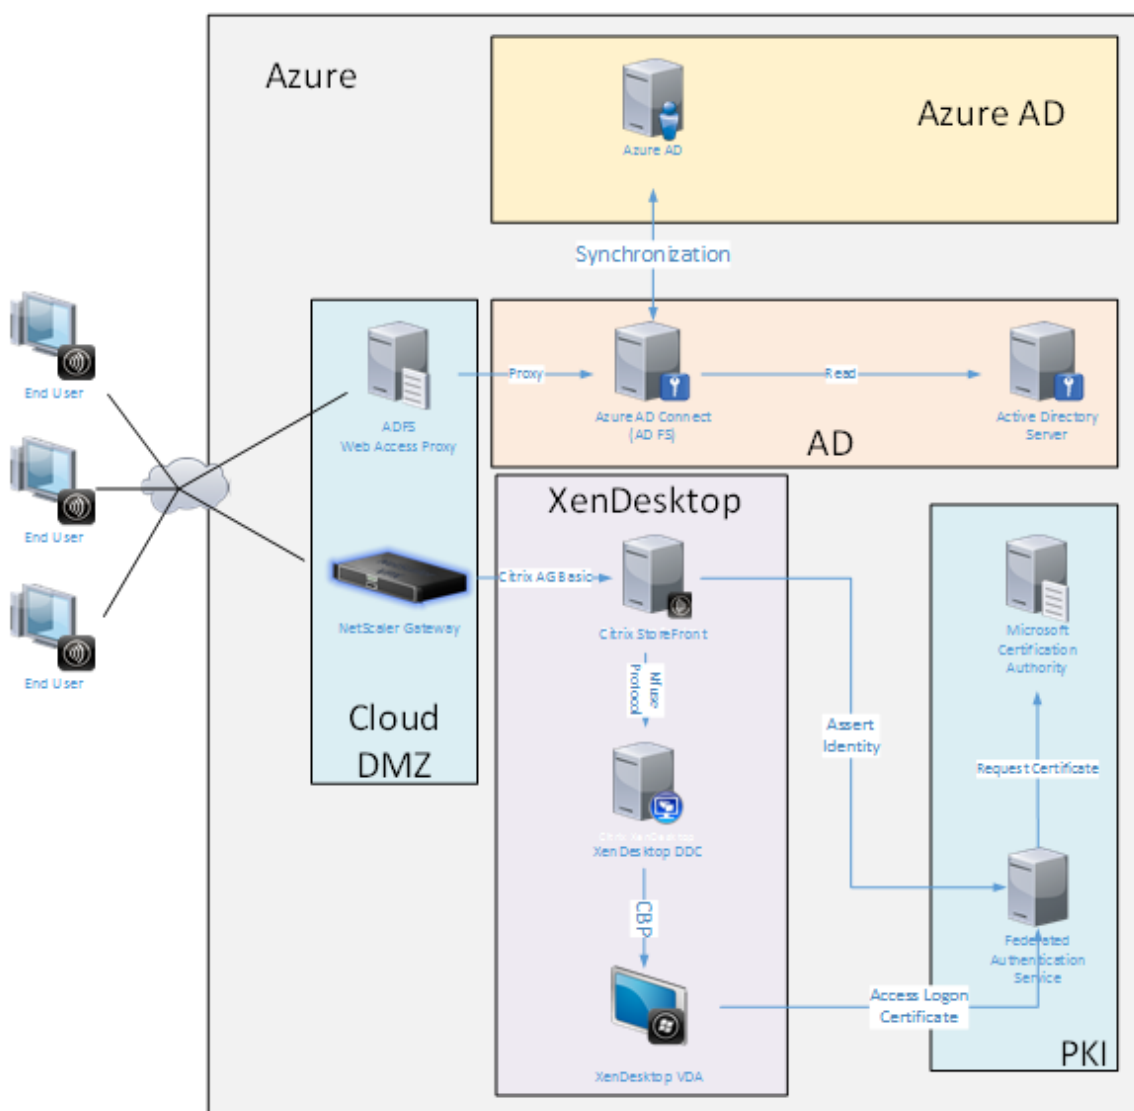 Azure
Azure AD
Azure AD
Synchronization
End User
End User
End User
ADFS
Web Access Proxy
Proxy
Azure AD Connect
(AD FS)
Read
Active Directory
Server
AD
NetScaler Gateway
Cloud
DMZ
XenDesktop
Citrix AG Basic
Citrix StoreFront
Nfuse
Protocol
Citrix XenDesktop
XenDesktop DDC
CBP
XenDesktop VDA
Assert
Identity
Microsoft
Certification
Authority
Request Certificate
Federated
Authentication
Service
Access Logon
Certificate
PKI